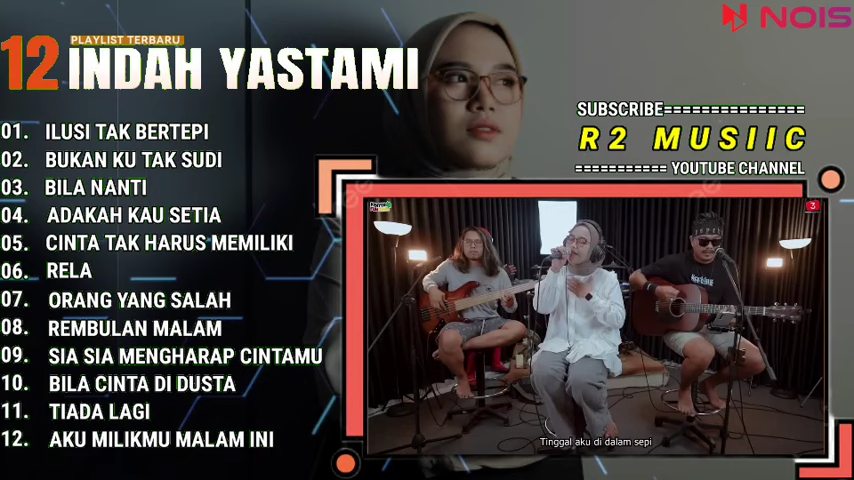 NOIS
PLAYLIST TERBARU
12 INDAH YASTAMI
01. ILUSI TAK BERTEPI
02. BUKAN KU TAK SUDI
03. BILA NANTI
04. ADAKAH KAU SETIA
05. CINTA TAK HARUS MEMILIKI
06. RELA
07. ORANG YANG SALAH
08. REMBULAN MALAM
09. SIA SIA MENGHARAP CINTAMU
10. BILA CINTA DI DUSTA
11. TIADA LAGI
12. AKU MILIKMU MALAM INI
SUBSCRIBE===============
R2 MUSIIC
=========== YOUTUBE CHANNEL
3
Tinggal aku di dalam sepi